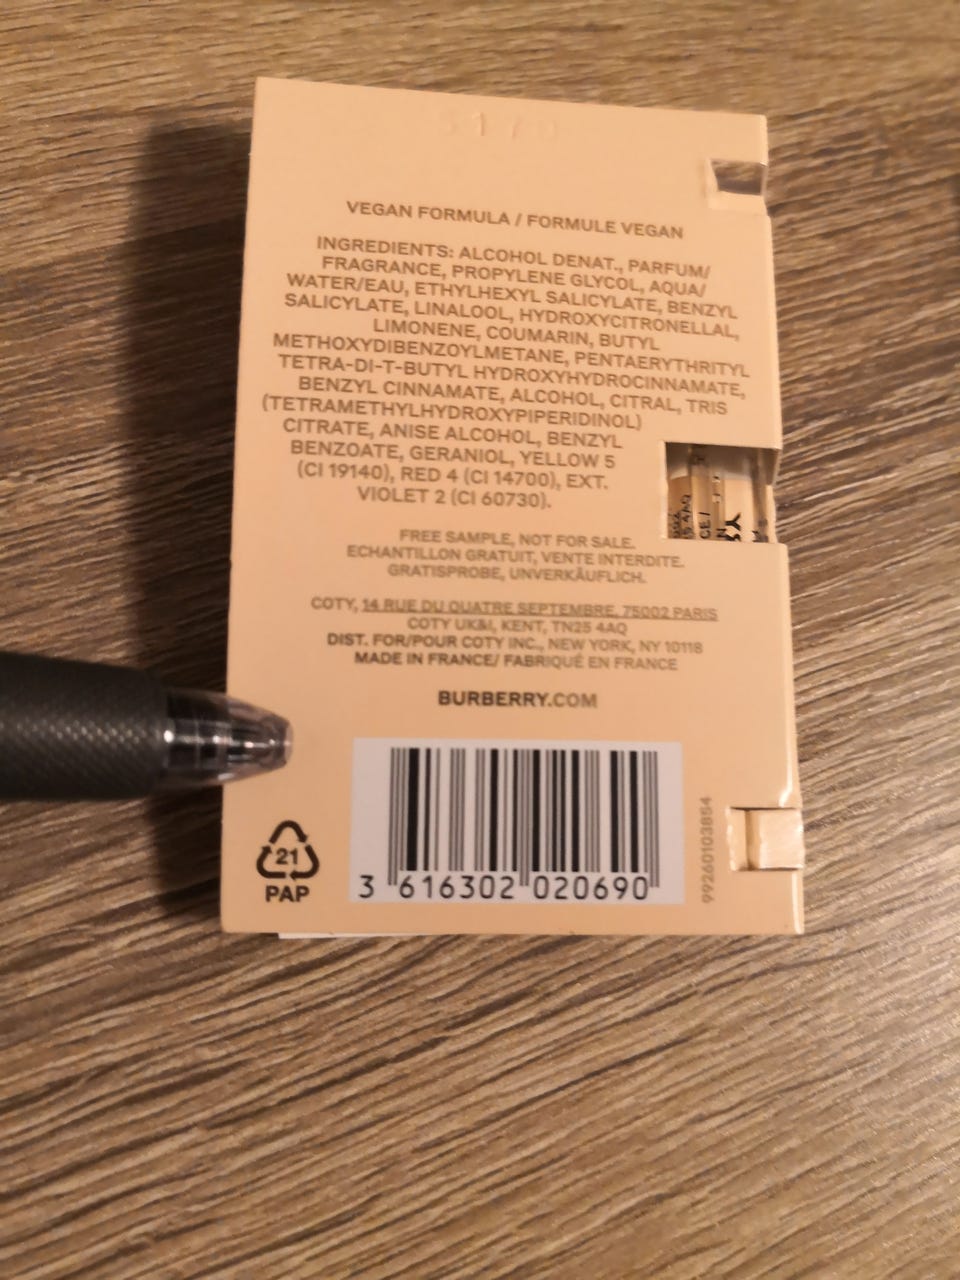 VEGAN FORMULA / FORMULE VEGAN
INGREDIENTS: ALCOHOL DENAT., PARFUM/
FRAGRANCE, PROPYLENE GLYCOL, AQUA/
WATER/EAU, ETHYLHEXYL SALICYLATE, BENZYL
SALICYLATE, LINALOOL, HYDROXYCITRONELLAL,
LIMONENE, COUMARIN, BUTYL
METHOXYDIBENZOYLMETANE, PENTAERYTHRITYL
TETRA-DI-T-BUTYL HYDROXYHYDROCINNAMATE,
BENZYL CINNAMATE, ALCOHOL, CITRAL, TRIS
(TETRAMETHYLHYDROXYPIPERIDINOL)
CITRATE, ANISE ALCOHOL, BENZYL
BENZOATE, GERANIOL, YELLOW 5
(CI 19140), RED 4 (CI 14700), EXT.
VIOLET 2 (CI 60730).
FREE SAMPLE, NOT FOR SALE.
ECHANTILLON GRATUIT, VENTE INTERDITE.
GRATISPROBE, UNVERKÄUFLICH.
COTY, 14 RUE DU QUATRE SEPTEMBRE, 75002 PARIS
COTY UK&I, KENT, TN25 4AQ
DIST. FOR/POUR COTY INC., NEW YORK, NY 10118
MADE IN FRANCE/ FABRIQUÉ EN FRANCE
BURBERRY.COM
21
PAP
3 616302 020690
99260103854